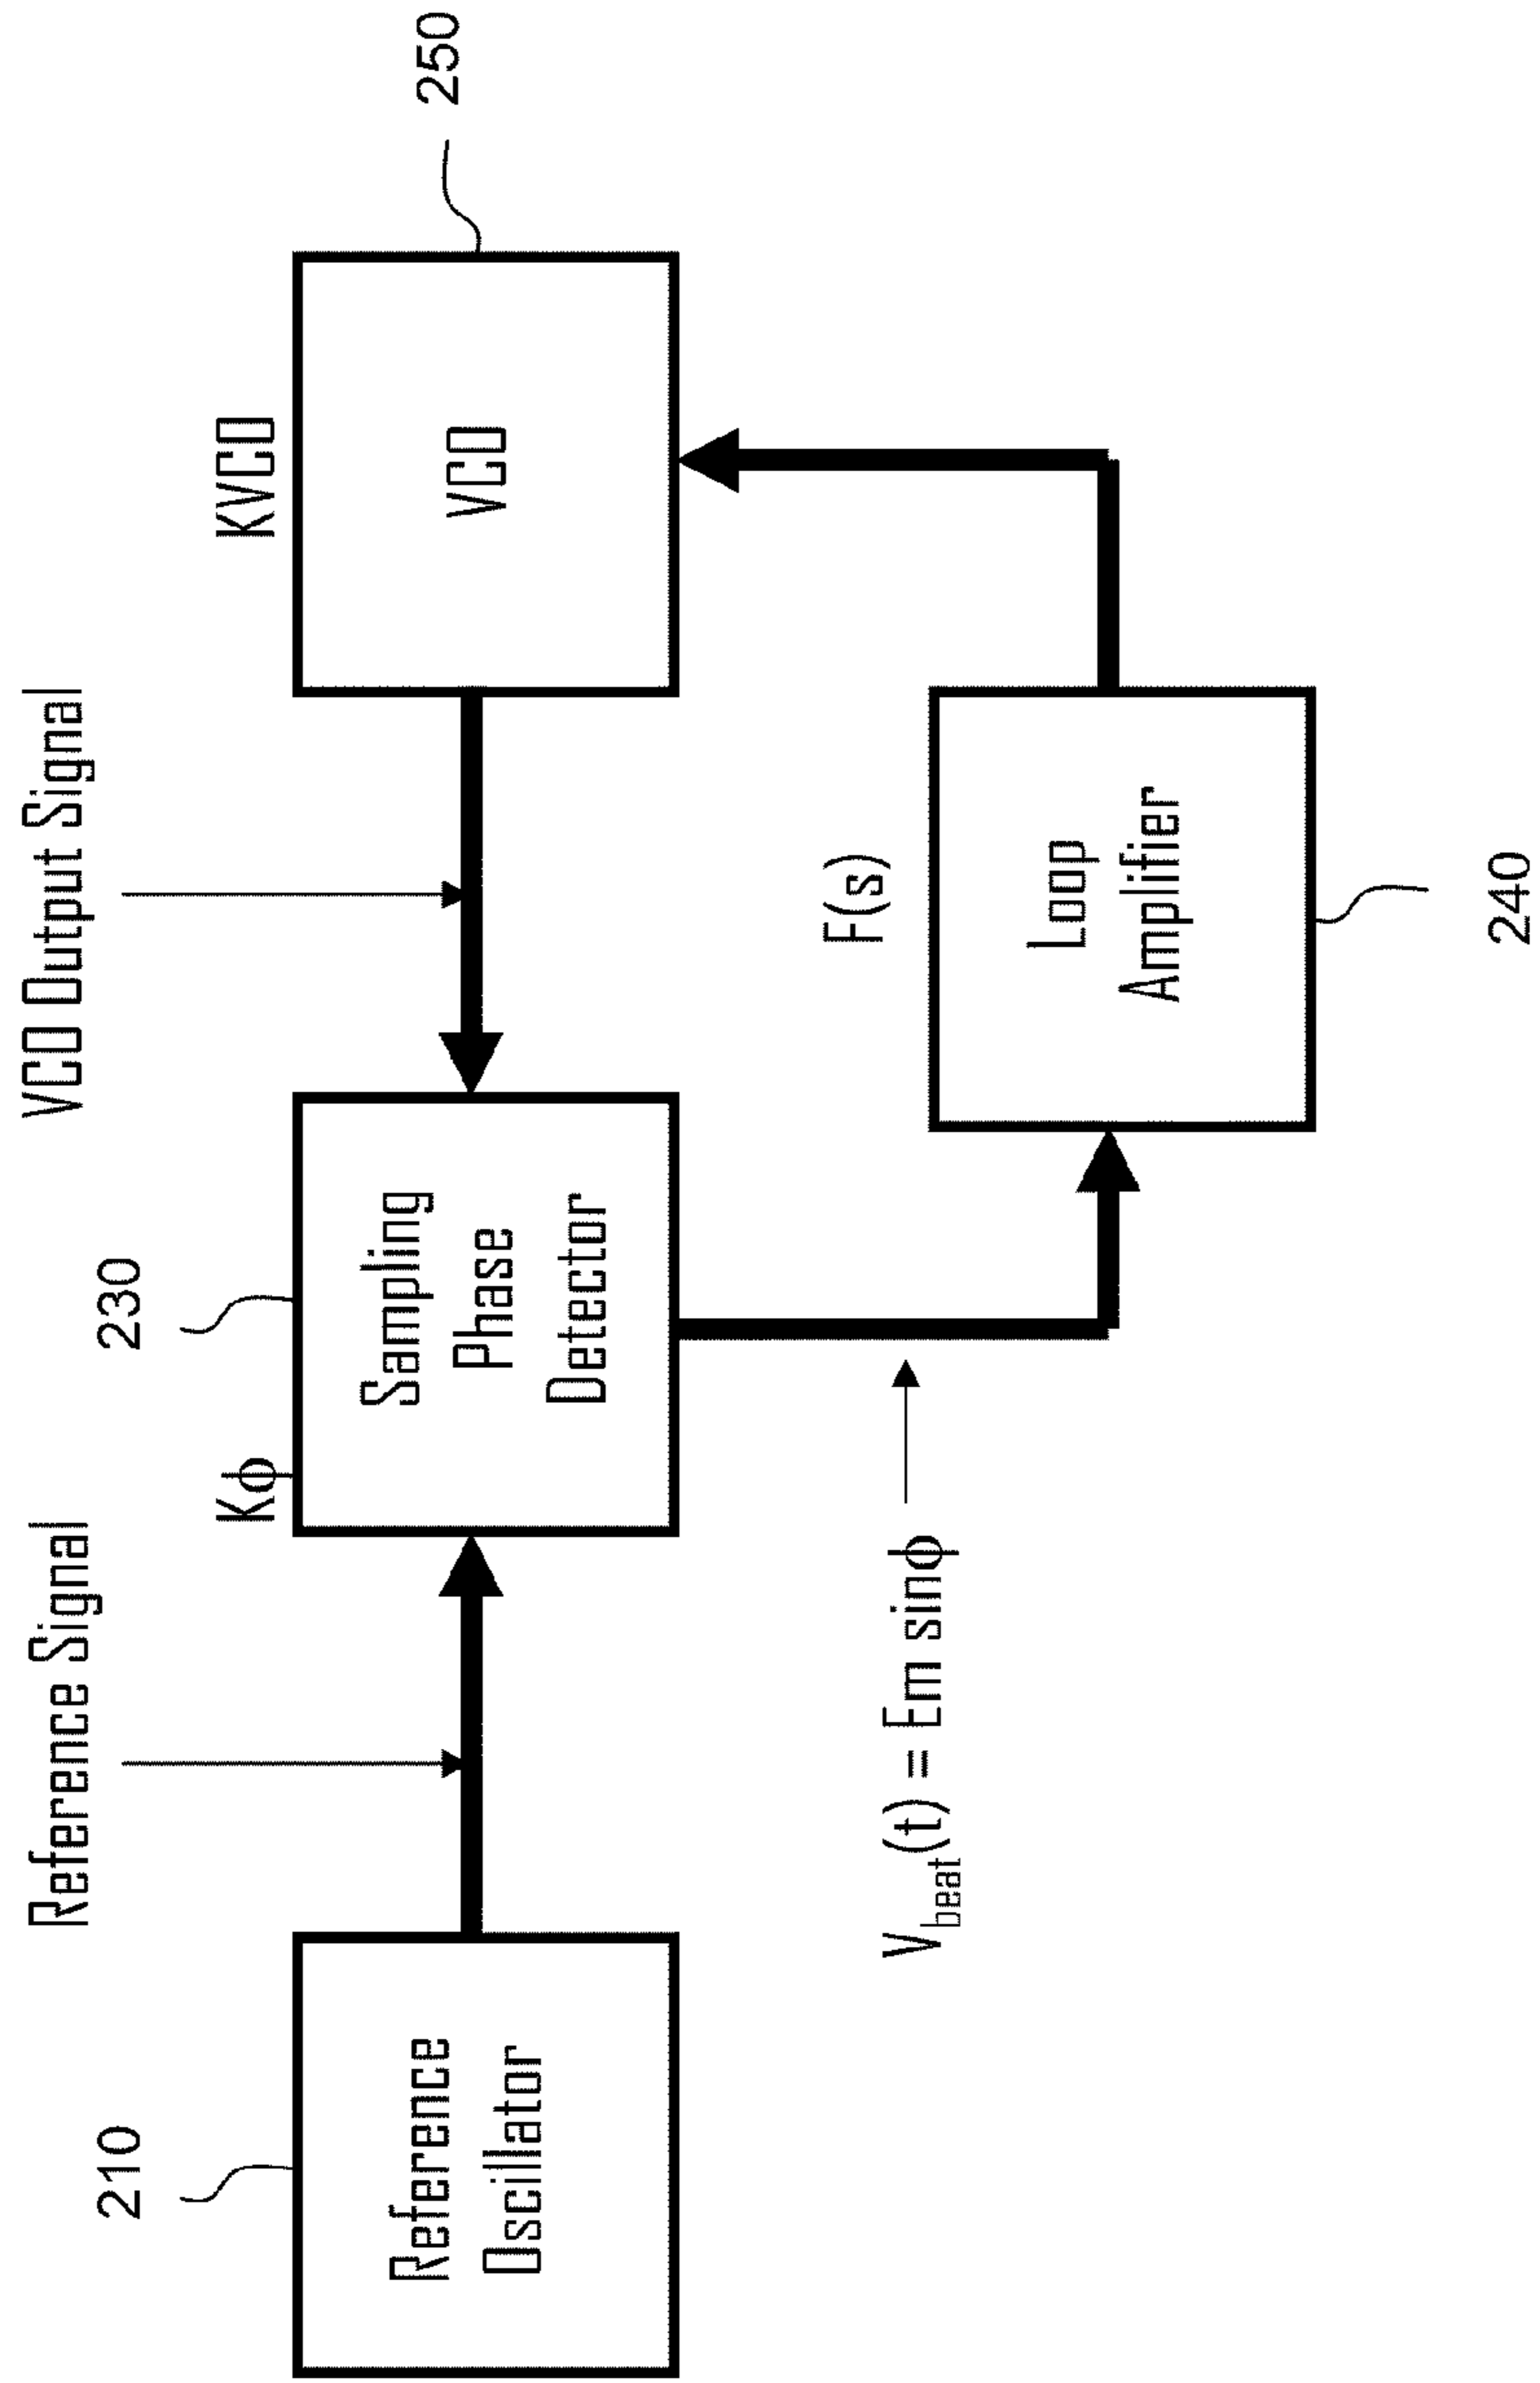 Reference Signal
VCO Output Signal
210
230
Kϕ
KVCO
250
Reference
Oscillator
Sampling
Phase
Detector
VCO
V_beat(t) = Em sinϕ
F(s)
Loop
Amplifier
240